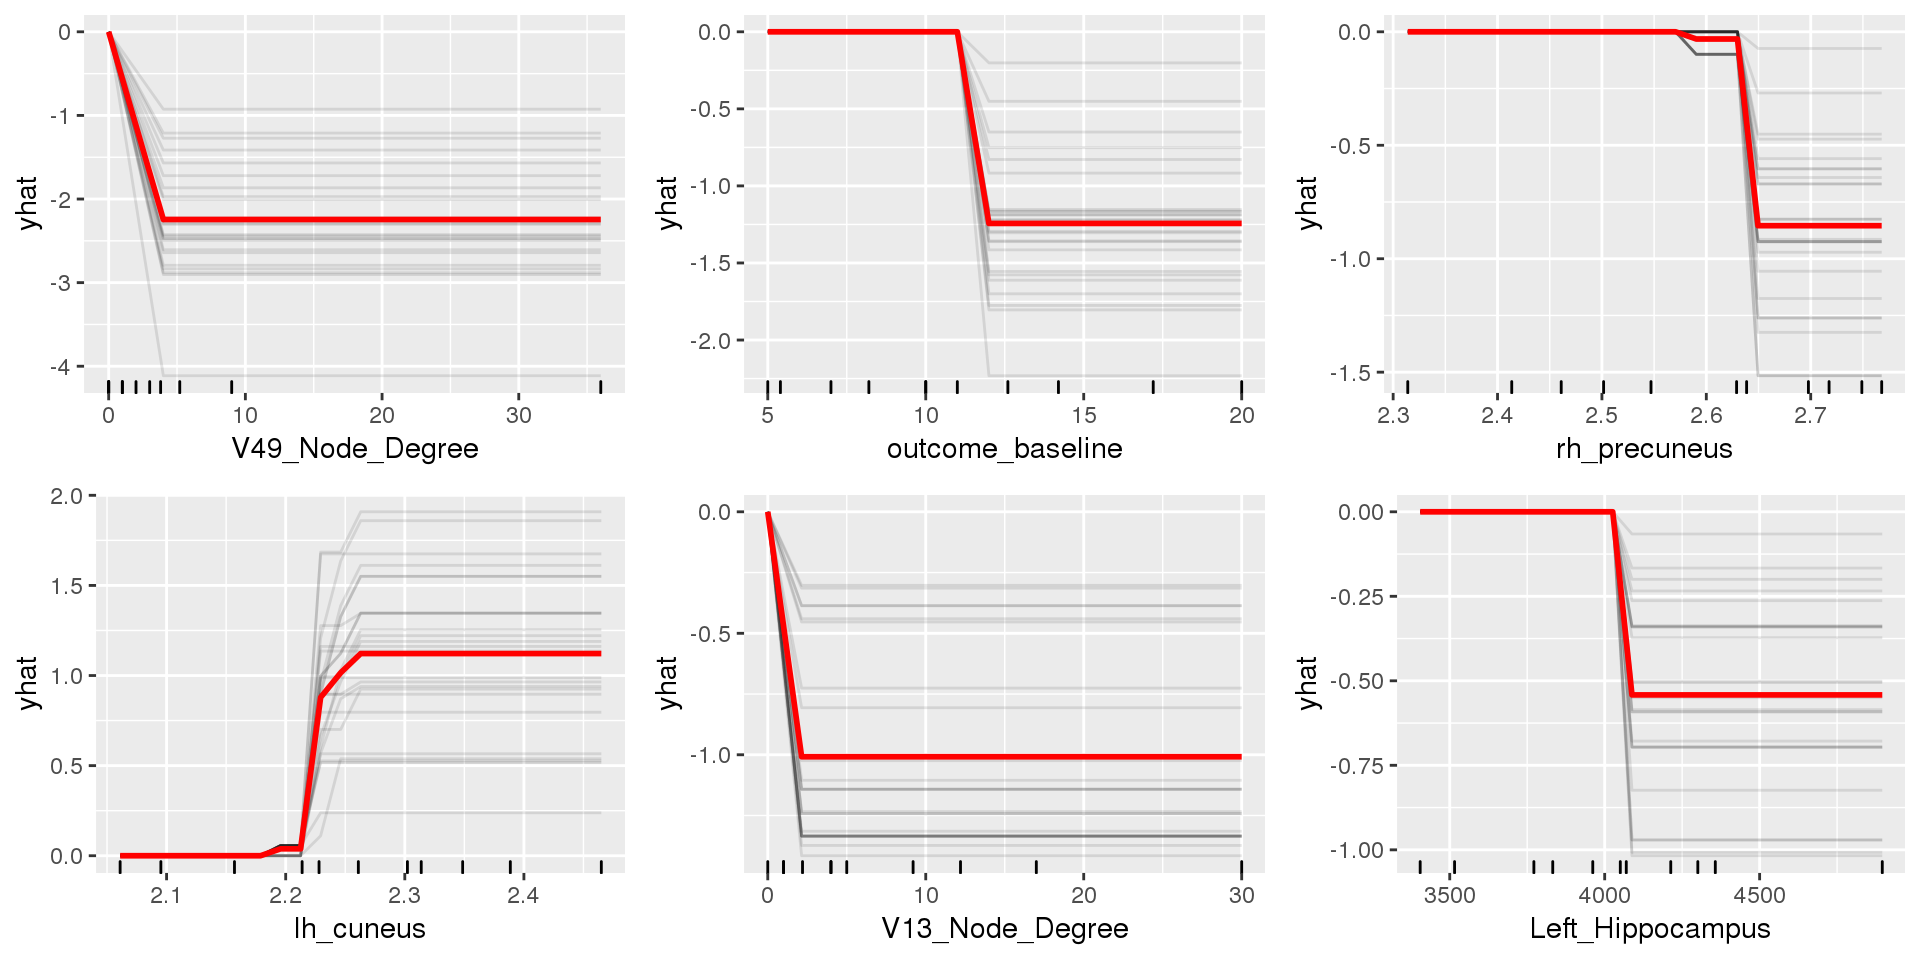 yhat
0
-1
-2
-3
-4
0 10 20 30
V49_Node_Degree
yhat
0.0
-0.5
-1.0
-1.5
-2.0
5 10 15 20
outcome_baseline
yhat
0.0
-0.5
-1.0
-1.5
2.3 2.4 2.5 2.6 2.7
rh_precuneus
yhat
2.0
1.5
1.0
0.5
0.0
2.1 2.2 2.3 2.4
lh_cuneus
yhat
0.0
-0.5
-1.0
0 10 20 30
V13_Node_Degree
yhat
0.00
-0.25
-0.50
-0.75
-1.00
3500 4000 4500
Left_Hippocampus